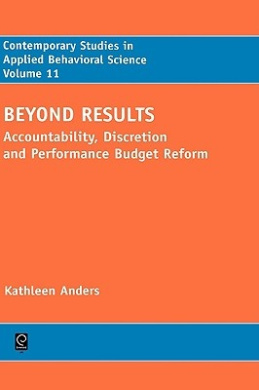 Contemporary Studies in
Applied Behavioral Science
Volume 11
BEYOND RESULTS
Accountability, Discretion
and Performance Budget Reform
Kathleen Anders